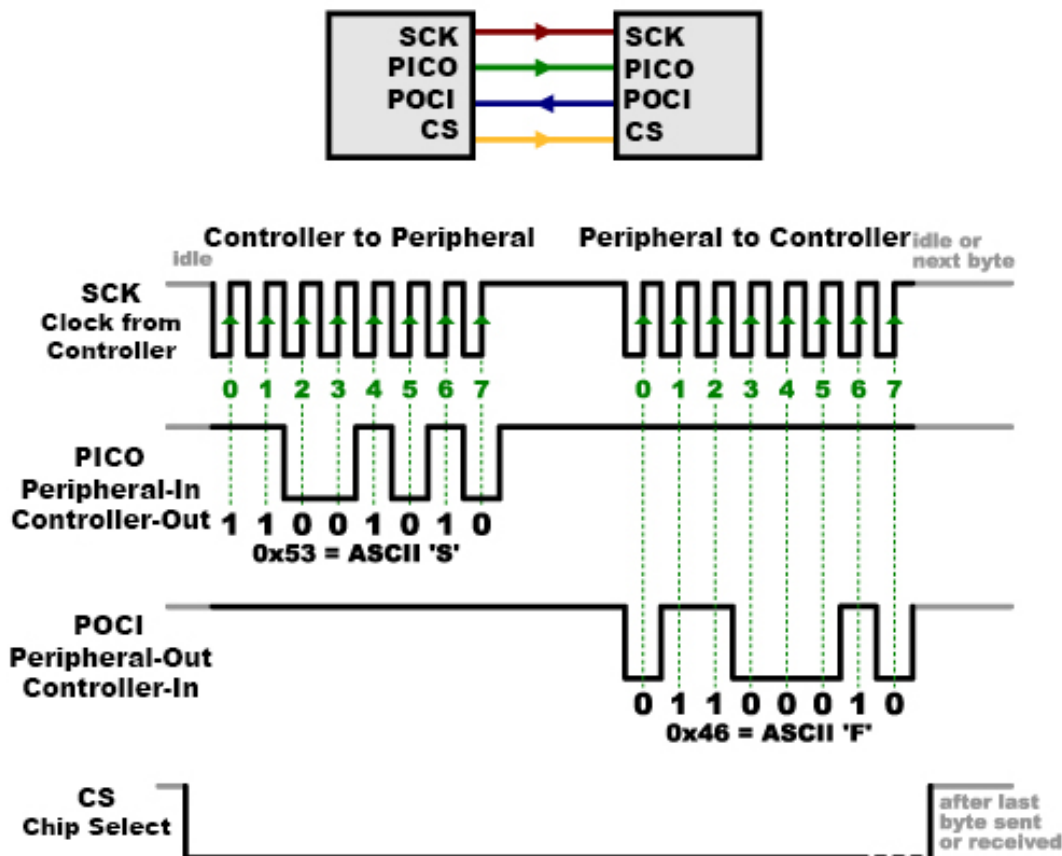 SCK SCK
PICO PICO
POCI POCI
CS CS
Controller to Peripheral Peripheral to Controller
idle
idle or
next byte
SCK
Clock from
Controller
0 1 2 3 4 5 6 7 0 1 2 3 4 5 6 7
PICO
Peripheral-In
Controller-Out
1 1 0 0 1 0 1 0
0x53 = ASCII 'S'
POCI
Peripheral-Out
Controller-In
0 1 1 0 0 0 1 0
0x46 = ASCII 'F'
CS
Chip Select
after last
byte sent
or received